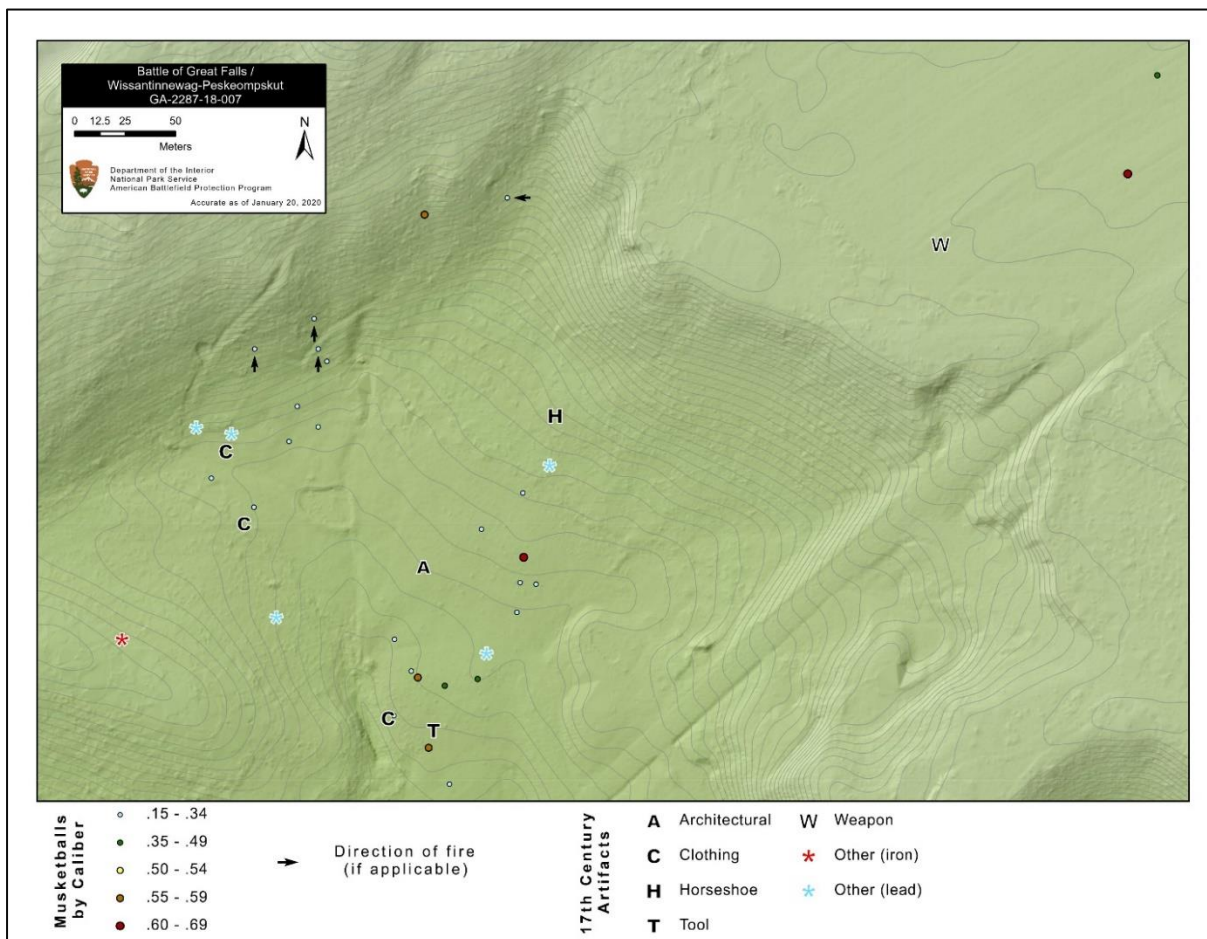 Battle of Great Falls /
Wissantinnewag-Peskeompskut
GA-2287-18-007
0 12.5 25 50
Meters
N
Department of the Interior
National Park Service
American Battlefield Protection Program
Accurate as of January 20, 2020
W
H
C
C
A
C
T
Musketballs
by Caliber
.15 - .34
.35 - .49
.50 - .54
.55 - .59
.60 - .69
Direction of fire
(if applicable)
17th Century
Artifacts
A Architectural
C Clothing
H Horseshoe
T Tool
W Weapon
Other (iron)
Other (lead)